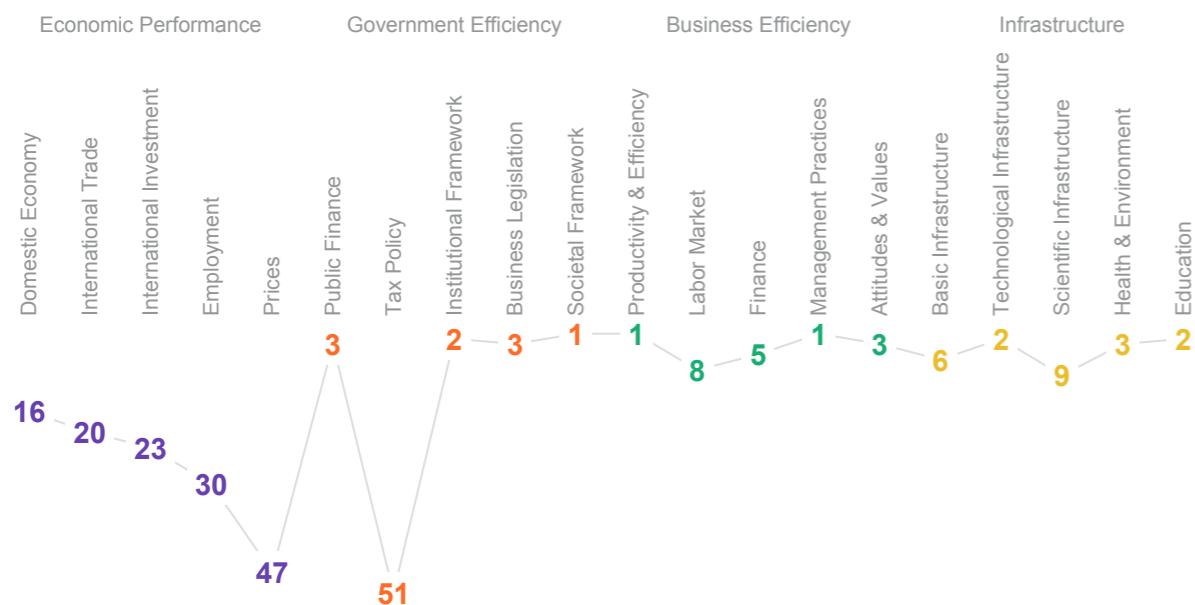 Economic Performance
Government Efficiency
Business Efficiency
Infrastructure
Domestic Economy
International Trade
International Investment
Employment
Prices
Public Finance
Tax Policy
Institutional Framework
Business Legislation
Societal Framework
Productivity & Efficiency
Labor Market
Finance
Management Practices
Attitudes & Values
Basic Infrastructure
Technological Infrastructure
Scientific Infrastructure
Health & Environment
Education
16
20
23
30
47
3
51
2
3
1
1
8
5
1
3
6
2
9
3
2